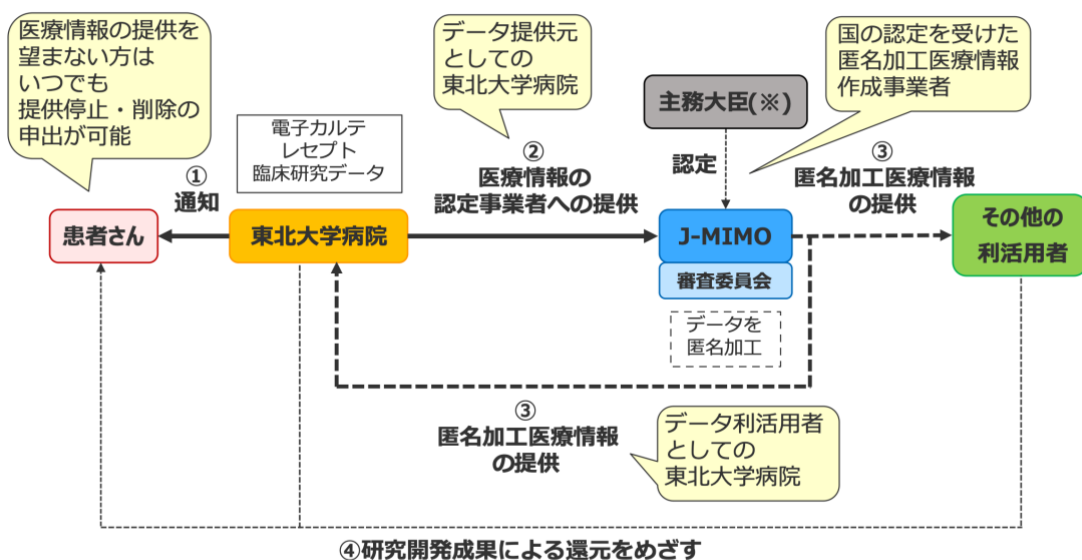 医療情報の提供を
望まない方は
いつでも
提供停止・削除の
申出が可能
データ提供元
としての
東北大学病院
国の認定を受けた
匿名加工医療情報
作成事業者
主務大臣(※)
電子カルテ
レセプト
臨床研究データ
①
通知
②
医療情報の
認定事業者への提供
認定
③
匿名加工医療情報
の提供
患者さん
東北大学病院
J-MIMO
審査委員会
その他の
利活用者
データを
匿名加工
③
匿名加工医療情報
の提供
データ利活用者
としての
東北大学病院
④研究開発成果による還元をめざす